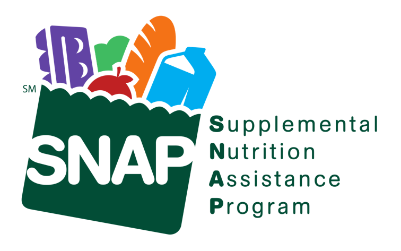 SM
SNAP
Supplemental
Nutrition
Assistance
Program